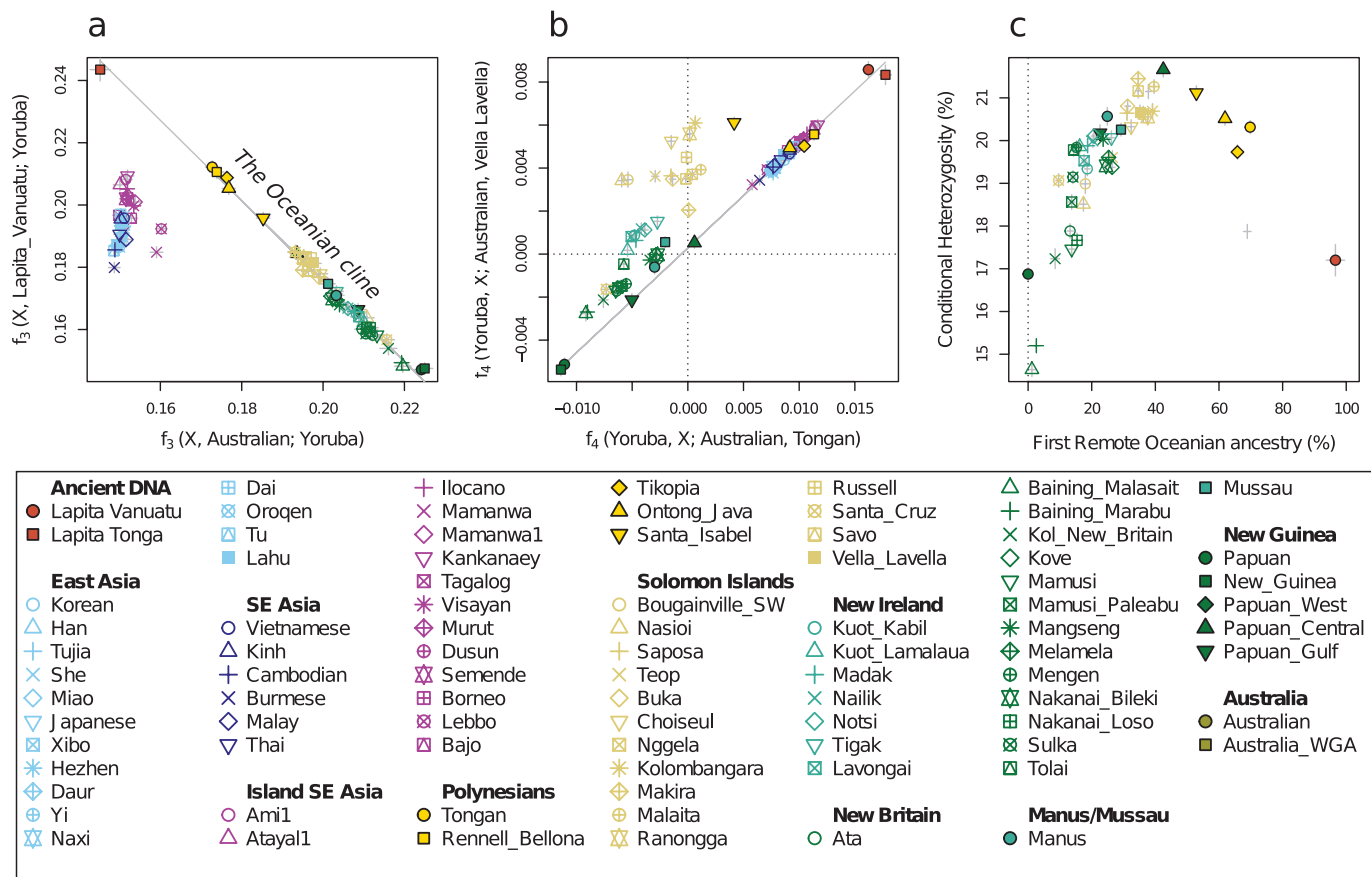 a
b
c
0.24
0.22
0.20
0.18
0.16
f3 (X, Lapita_Vanuatu; Yoruba)
The Oceanian cline
0.16
0.18
0.20
0.22
f3 (X, Australian; Yoruba)
0.008
0.004
0.000
−0.004
f4 (Yoruba, X; Australian, Vella Lavella)
−0.010
−0.005
0.000
0.005
0.010
0.015
f4 (Yoruba, X; Australian, Tongan)
21
20
19
18
17
16
15
Conditional Heterozygosity (%)
0
20
40
60
80
100
First Remote Oceanian ancestry (%)
Ancient DNA
Lapita Vanuatu
Lapita Tonga
East Asia
Korean
Han
Tujia
She
Miao
Japanese
Xibo
Hezhen
Daur
Yi
Naxi
Dai
Oroqen
Tu
Lahu
SE Asia
Vietnamese
Kinh
Cambodian
Burmese
Malay
Thai
Island SE Asia
Ami1
Atayal1
Ilocano
Mamanwa
Mamanwa1
Kankanaey
Tagalog
Visayan
Murut
Dusun
Semende
Borneo
Lebbo
Bajo
Polynesians
Tongan
Rennell_Bellona
Tikopia
Ontong_Java
Santa_Isabel
Solomon Islands
Bougainville_SW
Nasioi
Saposa
Teop
Buka
Choiseul
Nggela
Kolombangara
Makira
Malaita
Ranongga
Russell
Santa_Cruz
Savo
Vella_Lavella
New Ireland
Kuot_Kabil
Kuot_Lamalaua
Madak
Nailik
Notsi
Tigak
Lavongai
New Britain
Ata
Baining_Malasait
Baining_Marabu
Kol_New_Britain
Kove
Mamusi
Mamusi_Paleabu
Mangseng
Melamela
Mengen
Nakanai_Bileki
Nakanai_Loso
Sulka
Tolai
Manus/Mussau
Manus
Mussau
New Guinea
Papuan
New_Guinea
Papuan_West
Papuan_Central
Papuan_Gulf
Australia
Australian
Australia_WGA